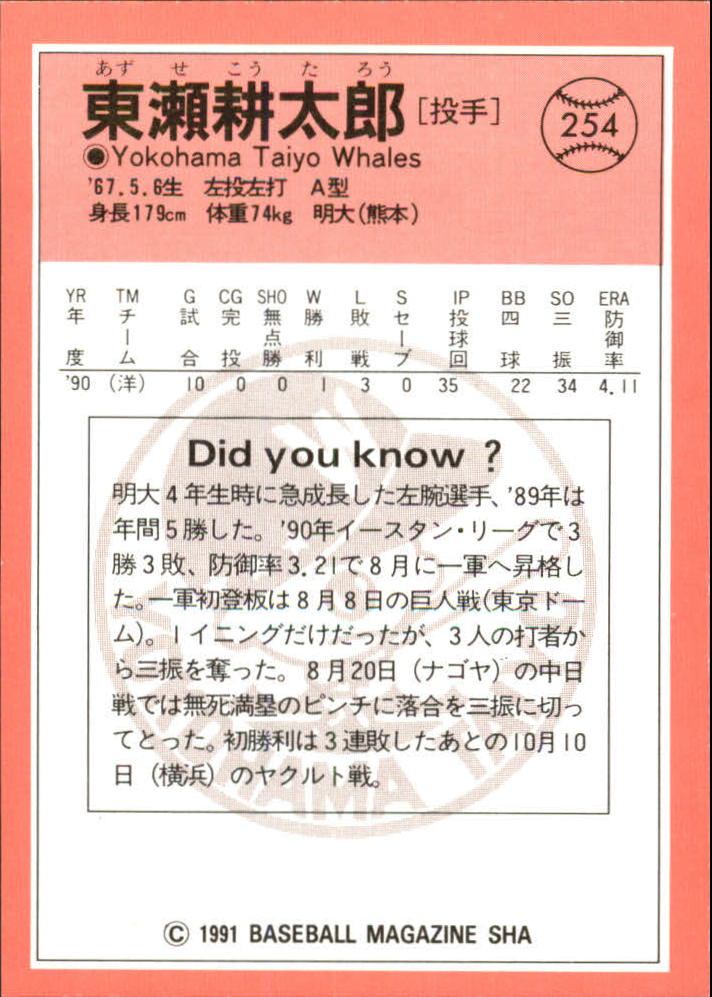 あずせこうたろう
東瀬耕太郎[投手]
254
●Yokohama Taiyo Whales
'67.5.6生 左投左打 A型
身長179cm 体重74kg 明大(熊本)
YR TM G CG SHO W L S IP BB SO ERA
年度 チーム 試合 完投 無点勝 勝利 敗戦 セーブ 投球回 四球 三振 防御率
'90 (洋) 10 0 0 1 3 0 35 22 34 4.11
Did you know ?
明大4年生時に急成長した左腕選手、'89年は
年間5勝した。'90年イースタン・リーグで3
勝3敗、防御率3.21で8月に一軍へ昇格し
た。一軍初登板は8月8日の巨人戦(東京ドー
ム)。1イニングだけだったが、3人の打者か
ら三振を奪った。8月20日(ナゴヤ)の中日
戦では無死満塁のピンチに落合を三振に切っ
てとった。初勝利は3連敗したあとの10月10
日(横浜)のヤクルト戦。
© 1991 BASEBALL MAGAZINE SHA